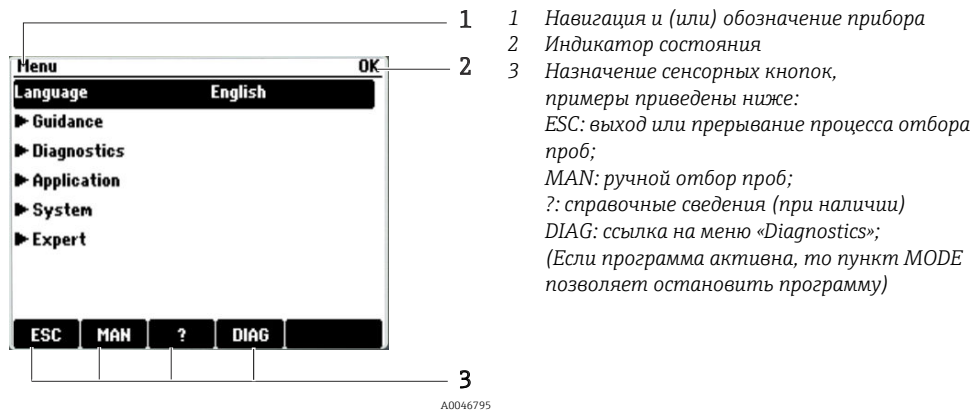 1
2
3
Menu OK
Language English
Guidance
Diagnostics
Application
System
Expert
ESC MAN ? DIAG
A0046795
1 Навигация и (или) обозначение прибора
2 Индикатор состояния
3 Назначение сенсорных кнопок,
примеры приведены ниже:
ESC: выход или прерывание процесса отбора
проб;
MAN: ручной отбор проб;
?: справочные сведения (при наличии)
DIAG: ссылка на меню «Diagnostics»;
(Если программа активна, то пункт MODE
позволяет остановить программу)